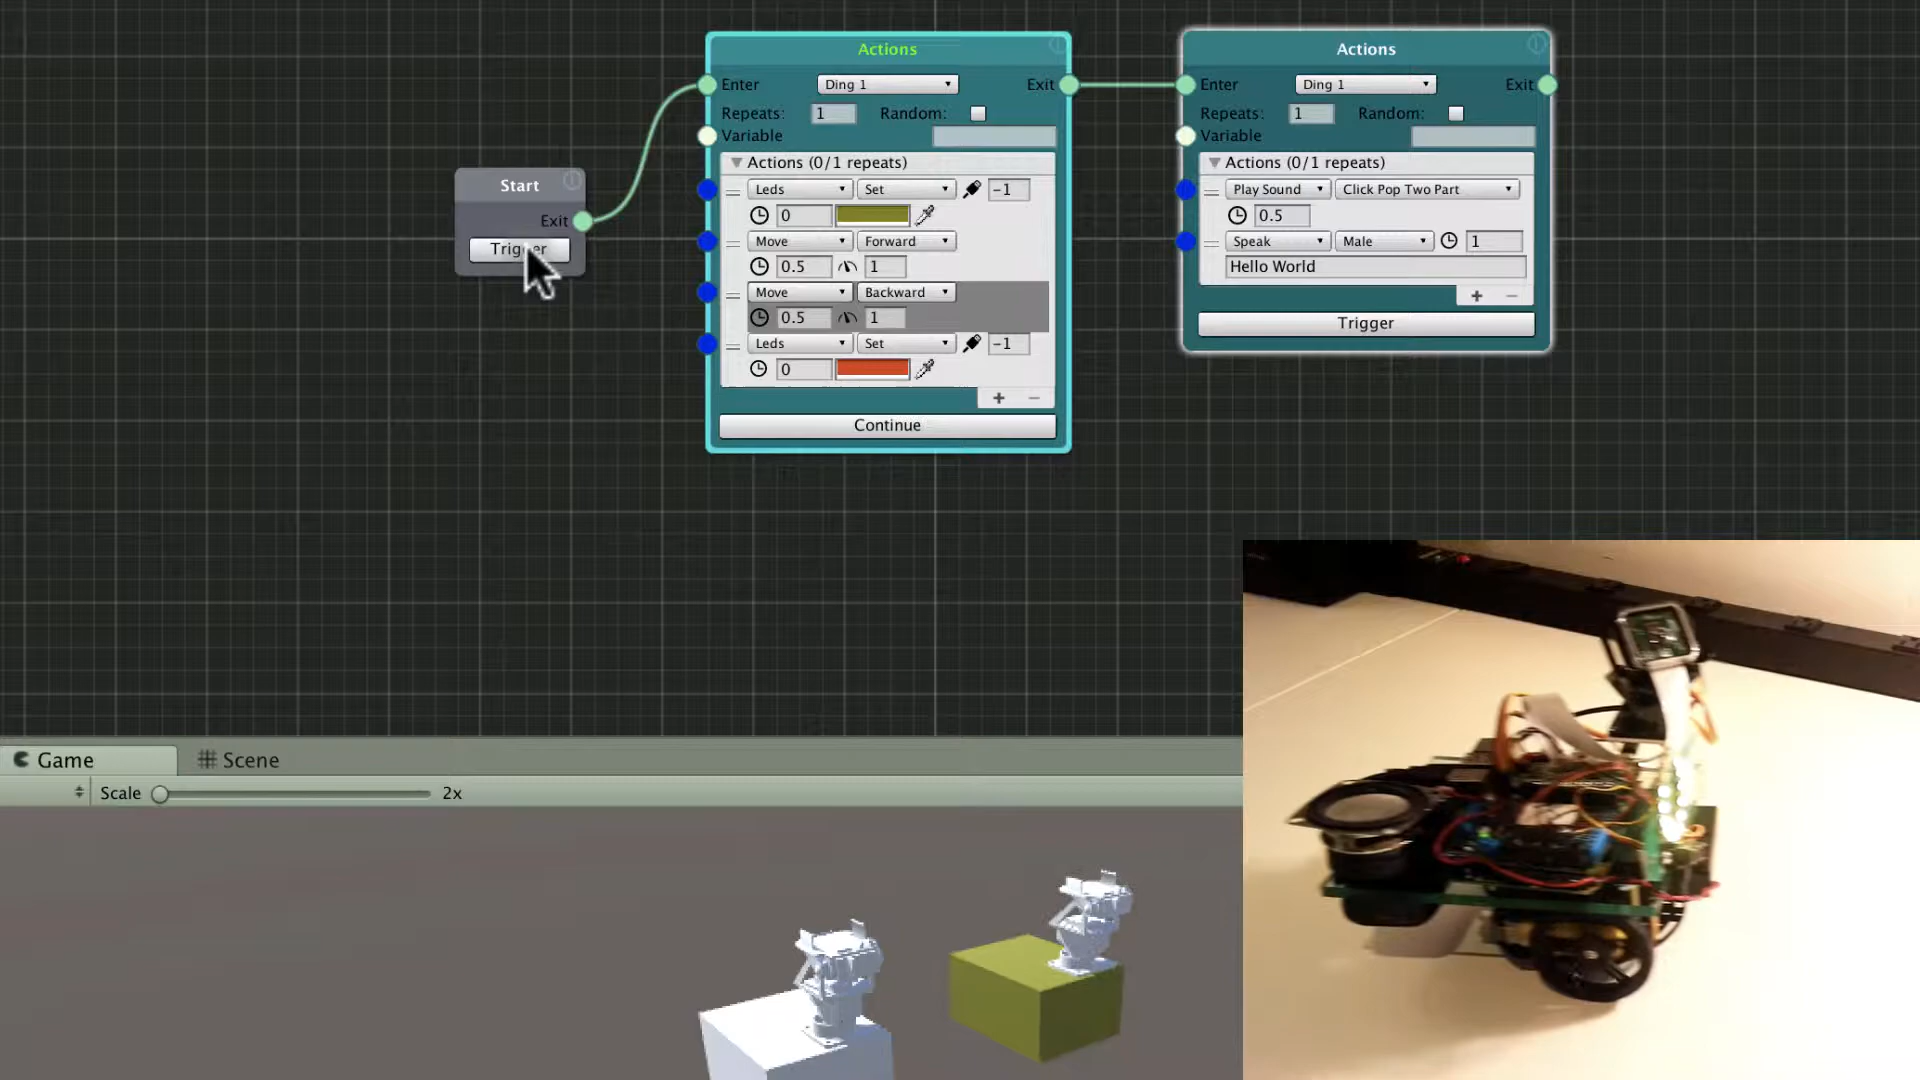 Start
Exit
Trigger
Actions
Enter
Ding 1
Exit
Repeats:
1
Random:
Variable
Actions (0/1 repeats)
Leds
Set
-1
0
Move
Forward
0.5
1
Move
Backward
0.5
1
Leds
Set
-1
0
+ −
Continue
Actions
Enter
Ding 1
Exit
Repeats:
1
Random:
Variable
Actions (0/1 repeats)
Play Sound
Click Pop Two Part
0.5
Speak
Male
1
Hello World
+ −
Trigger
Game
Scene
Scale
2x